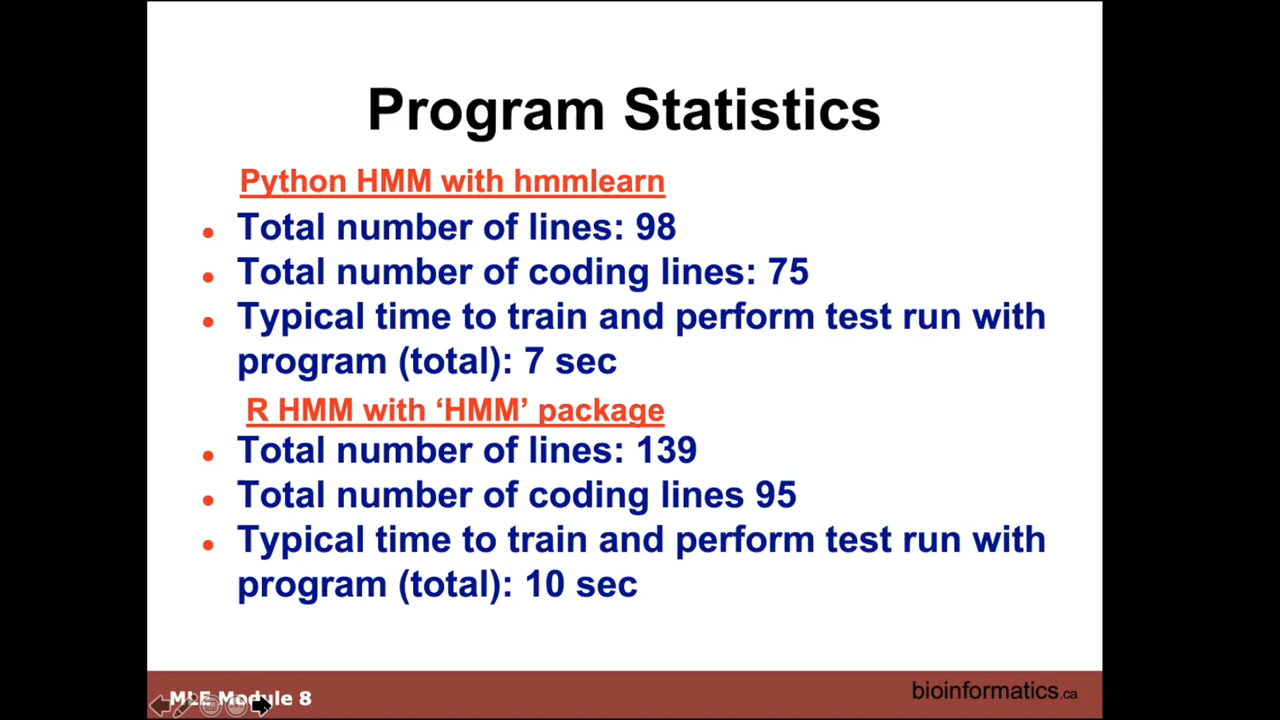 Program Statistics
Python HMM with hmmlearn
• Total number of lines: 98
• Total number of coding lines: 75
• Typical time to train and perform test run with
program (total): 7 sec
R HMM with ‘HMM’ package
• Total number of lines: 139
• Total number of coding lines 95
• Typical time to train and perform test run with
program (total): 10 sec
MLE Module 8
bioinformatics.ca